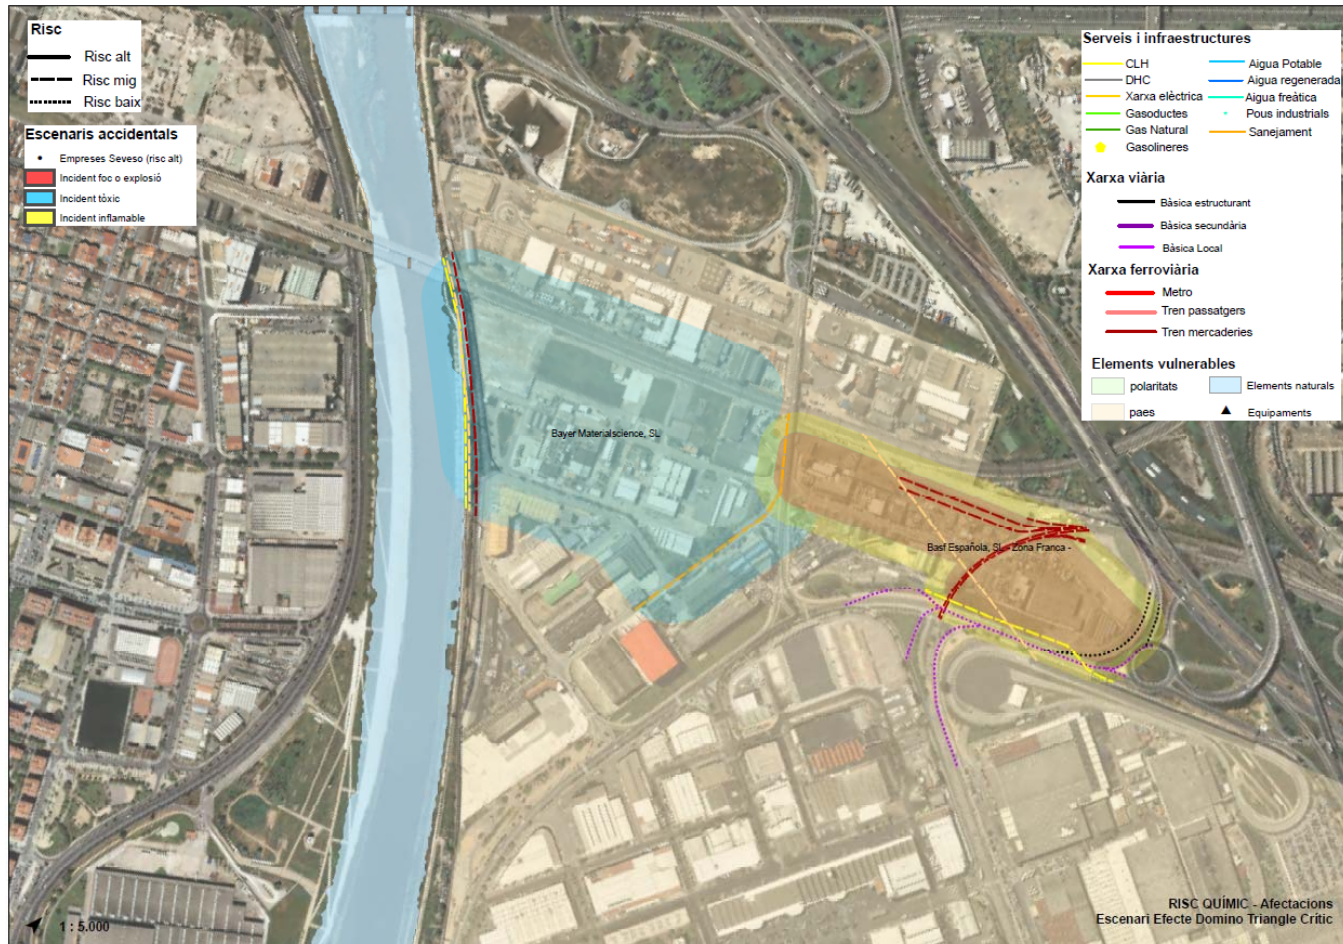 Risc
Risc alt
Risc mig
Risc baix
Escenaris accidentals
Empreses Seveso (risc alt)
Incident foc o explosió
Incident tòxic
Incident inflamable
Serveis i infraestructures
CLH
DHC
Xarxa elèctrica
Gasoductes
Gas Natural
Gasolineres
Aigua Potable
Aigua regenerada
Aigua freática
Pous industrials
Sanejament
Xarxa viària
Bàsica estructurant
Bàsica secundària
Bàsica Local
Xarxa ferroviària
Metro
Tren passatgers
Tren mercaderies
Elements vulnerables
polaritats
paes
Elements naturals
Equipaments
Bayer Materialscience, SL
Basf Española, SL - Zona Franca -
1 : 5.000
RISC QUÍMIC - Afectacions
Escenari Efecte Domino Triangle Crític